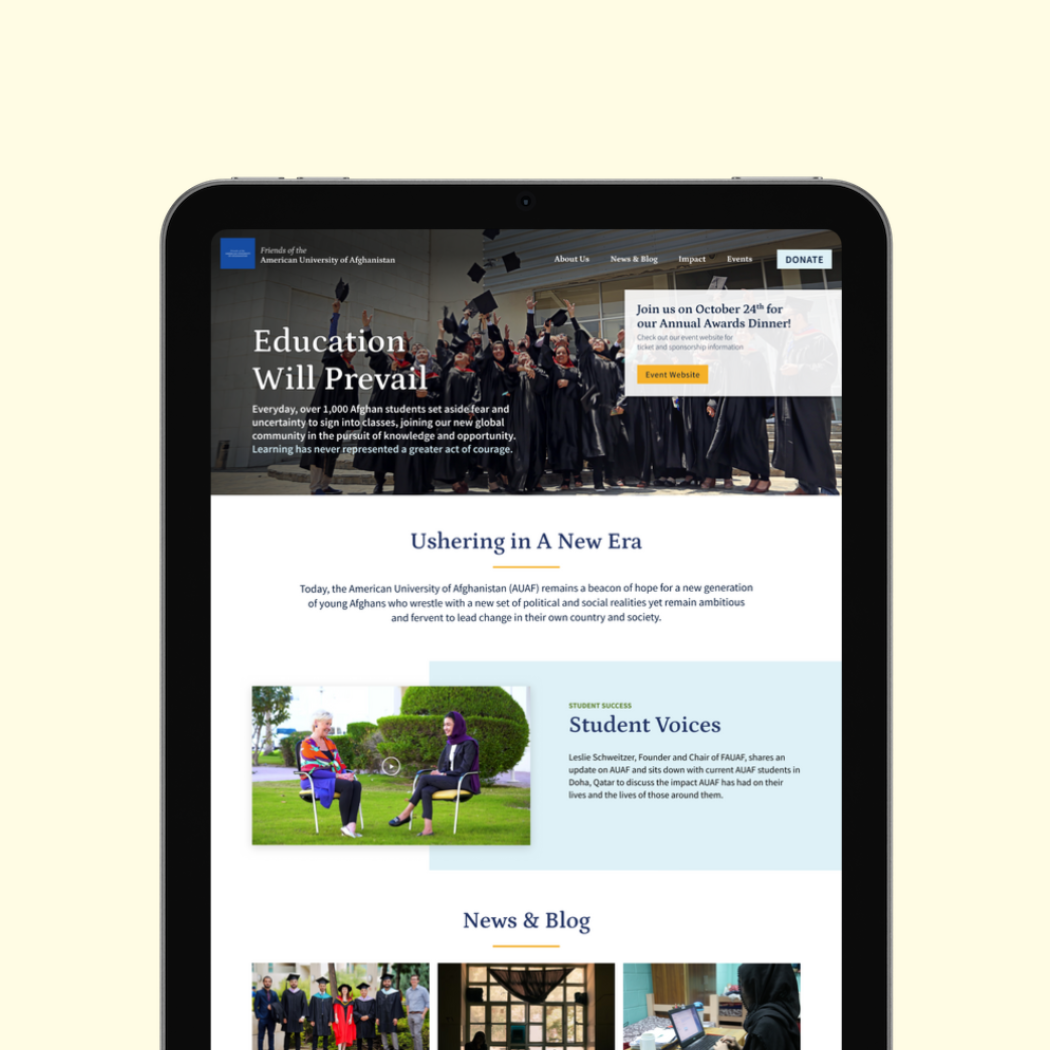 Friends of the
American University of Afghanistan
About Us News & Blog Impact Events DONATE
Join us on October 24th for
our Annual Awards Dinner!
Check out our event website for
ticket and sponsorship information
Event Website
Education
Will Prevail
Everyday, over 1,000 Afghan students set aside fear and
uncertainty to sign into classes, joining our new global
community in the pursuit of knowledge and opportunity.
Learning has never represented a greater act of courage.
Ushering in A New Era
Today, the American University of Afghanistan (AUAF) remains a beacon of hope for a new generation
of young Afghans who wrestle with a new set of political and social realities yet remain ambitious
and fervent to lead change in their own country and society.
STUDENT SUCCESS
Student Voices
Leslie Schweitzer, Founder and Chair of FAUAF, shares an
update on AUAF and sits down with current AUAF students in
Doha, Qatar to discuss the impact AUAF has had on their
lives and the lives of those around them.
News & Blog